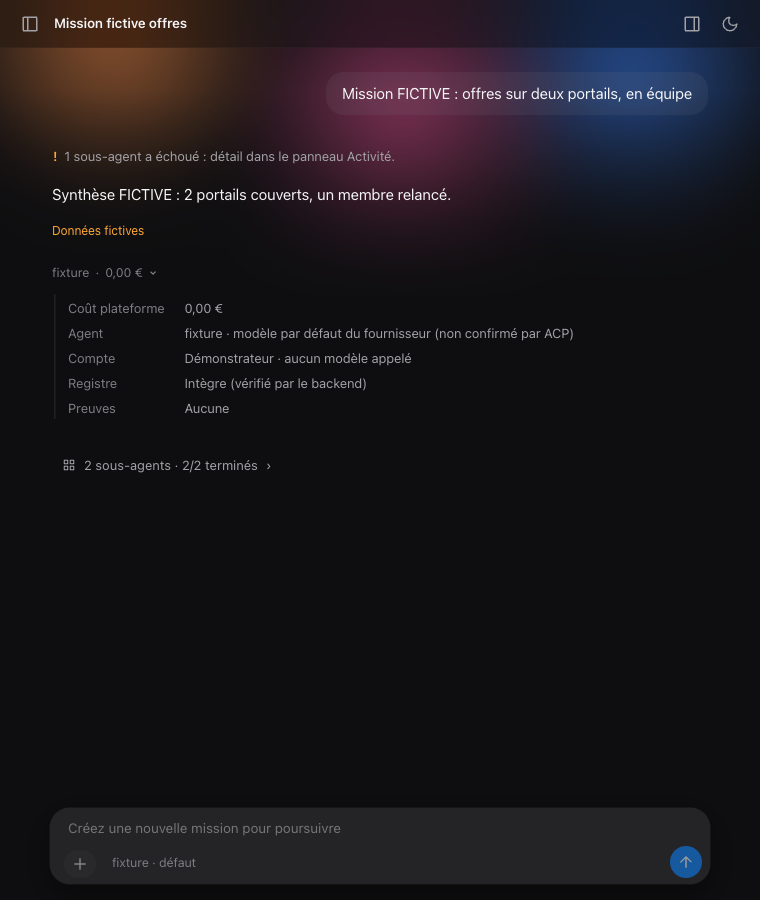 Mission fictive offres
Mission FICTIVE : offres sur deux portails, en équipe
! 1 sous-agent a échoué : détail dans le panneau Activité.
Synthèse FICTIVE : 2 portails couverts, un membre relancé.
Données fictives
fixture · 0,00 €
Coût plateforme 0,00 €
Agent fixture · modèle par défaut du fournisseur (non confirmé par ACP)
Compte Démonstrateur · aucun modèle appelé
Registre Intègre (vérifié par le backend)
Preuves Aucune
2 sous-agents · 2/2 terminés ›
Créez une nouvelle mission pour poursuivre
fixture · défaut